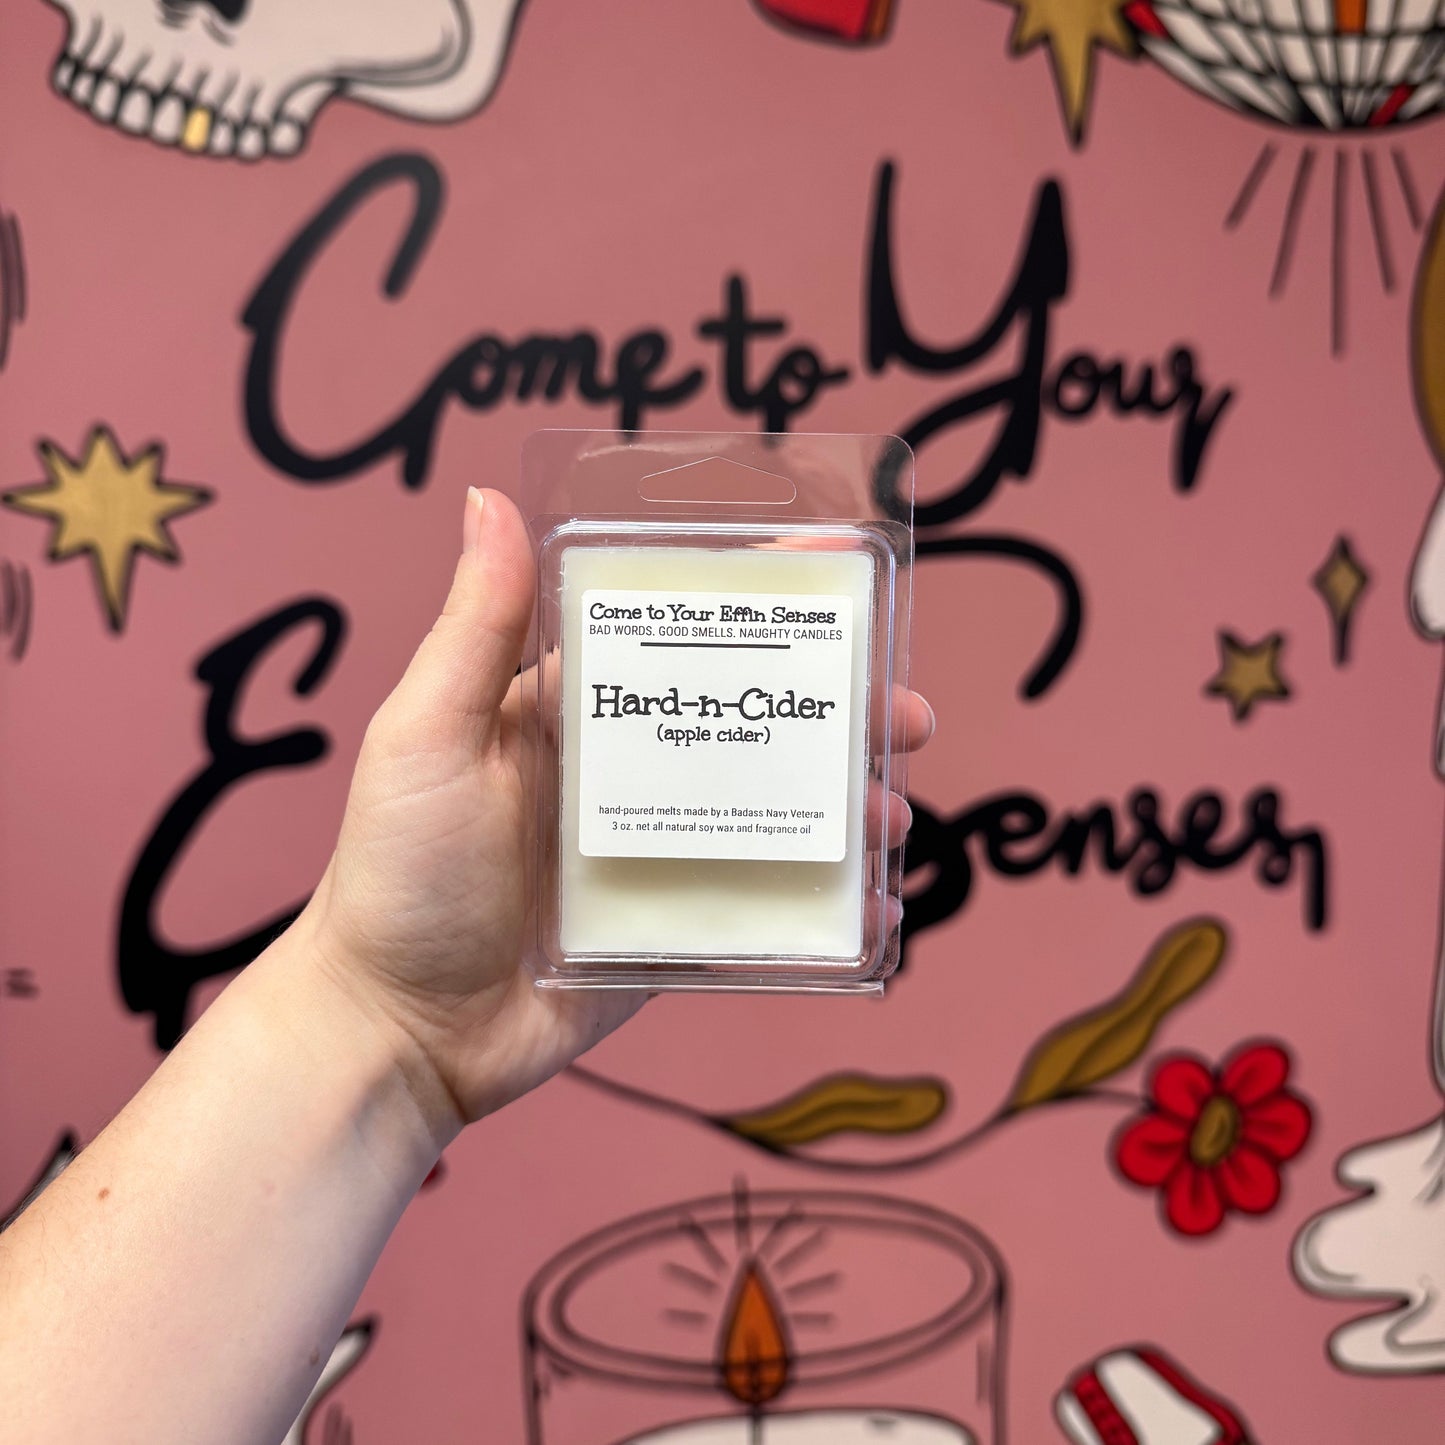 Come to Your
E Senses,
Come to Your Effin Senses
BAD WORDS. GOOD SMELLS. NAUGHTY CANDLES
Hard-n-Cider
(apple cider)
hand-poured melts made by a Badass Navy Veteran
3 oz. net all natural soy wax and fragrance oil